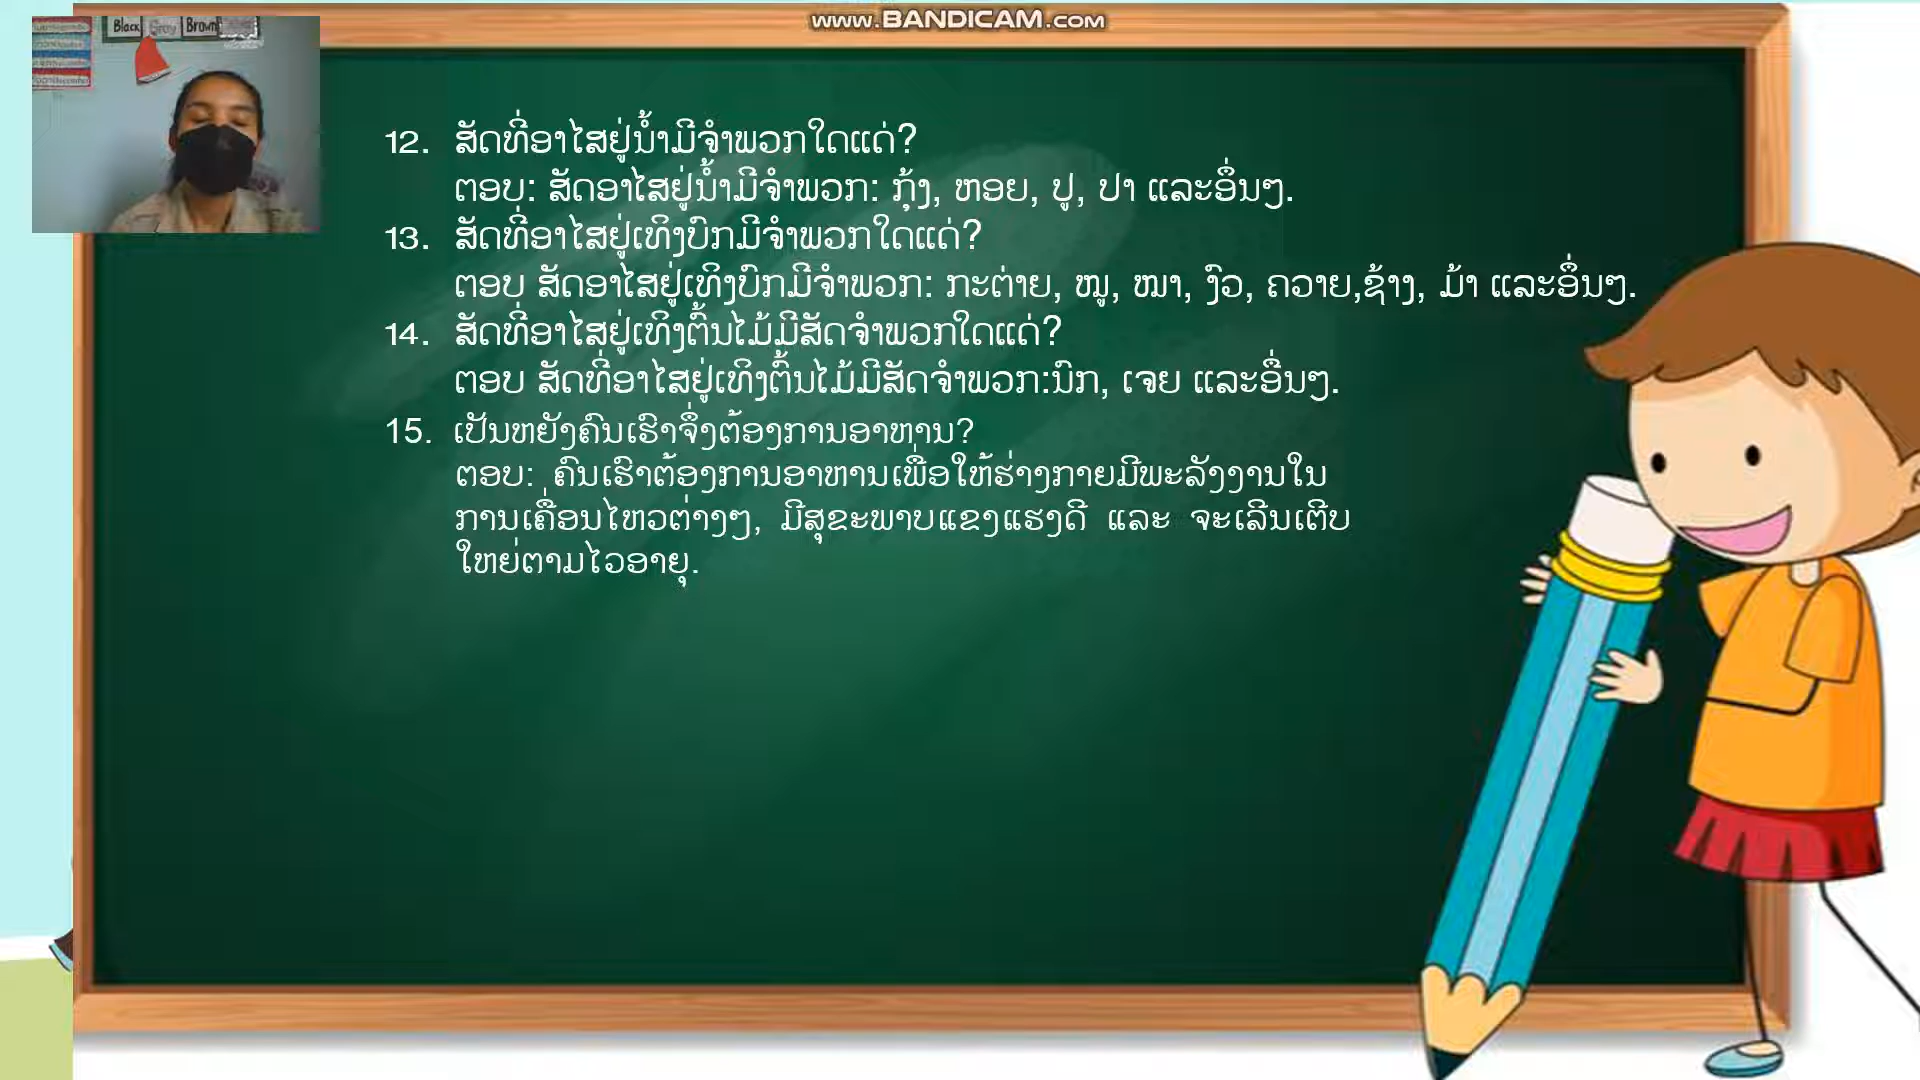 www.BANDICAM.com
Black Gray Brown
12. ສັດທີ່ອາໄສຢູ່ນ້ຳມີຈຳພວກໃດແດ່?
ຕອບ: ສັດອາໄສຢູ່ນ້ຳມີຈຳພວກ: ກຸ້ງ, ຫອຍ, ປູ, ປາ ແລະອຶ່ນໆ.
13. ສັດທີ່ອາໄສຢູ່ເທິງບົກມີຈຳພວກໃດແດ່?
ຕອບ ສັດອາໄສຢູ່ເທິງບົກມີຈຳພວກ: ກະຕ່າຍ, ໝູ, ໝາ, ງົວ, ຄວາຍ,ຊ້າງ, ມ້າ ແລະອຶ່ນໆ.
14. ສັດທີ່ອາໄສຢູ່ເທິງຕົ້ນໄມ້ມີສັດຈຳພວກໃດແດ່?
ຕອບ ສັດທີ່ອາໄສຢູ່ເທິງຕົ້ນໄມ້ມີສັດຈຳພວກ:ນົກ, ເຈຍ ແລະອື່ນໆ.
15. ເປັນຫຍັງຄົນເຮົາຈຶ່ງຕ້ອງການອາຫານ?
ຕອບ: ຄົນເຮົາຕ້ອງການອາຫານເພື່ອໃຫ້ຮ່າງກາຍມີພະລັງງານໃນ
ການເຄື່ອນໄຫວຕ່າງໆ, ມີສຸຂະພາບແຂງແຮງດີ ແລະ ຈະເລີນເຕີບ
ໃຫຍ່ຕາມໄວອາຍຸ.